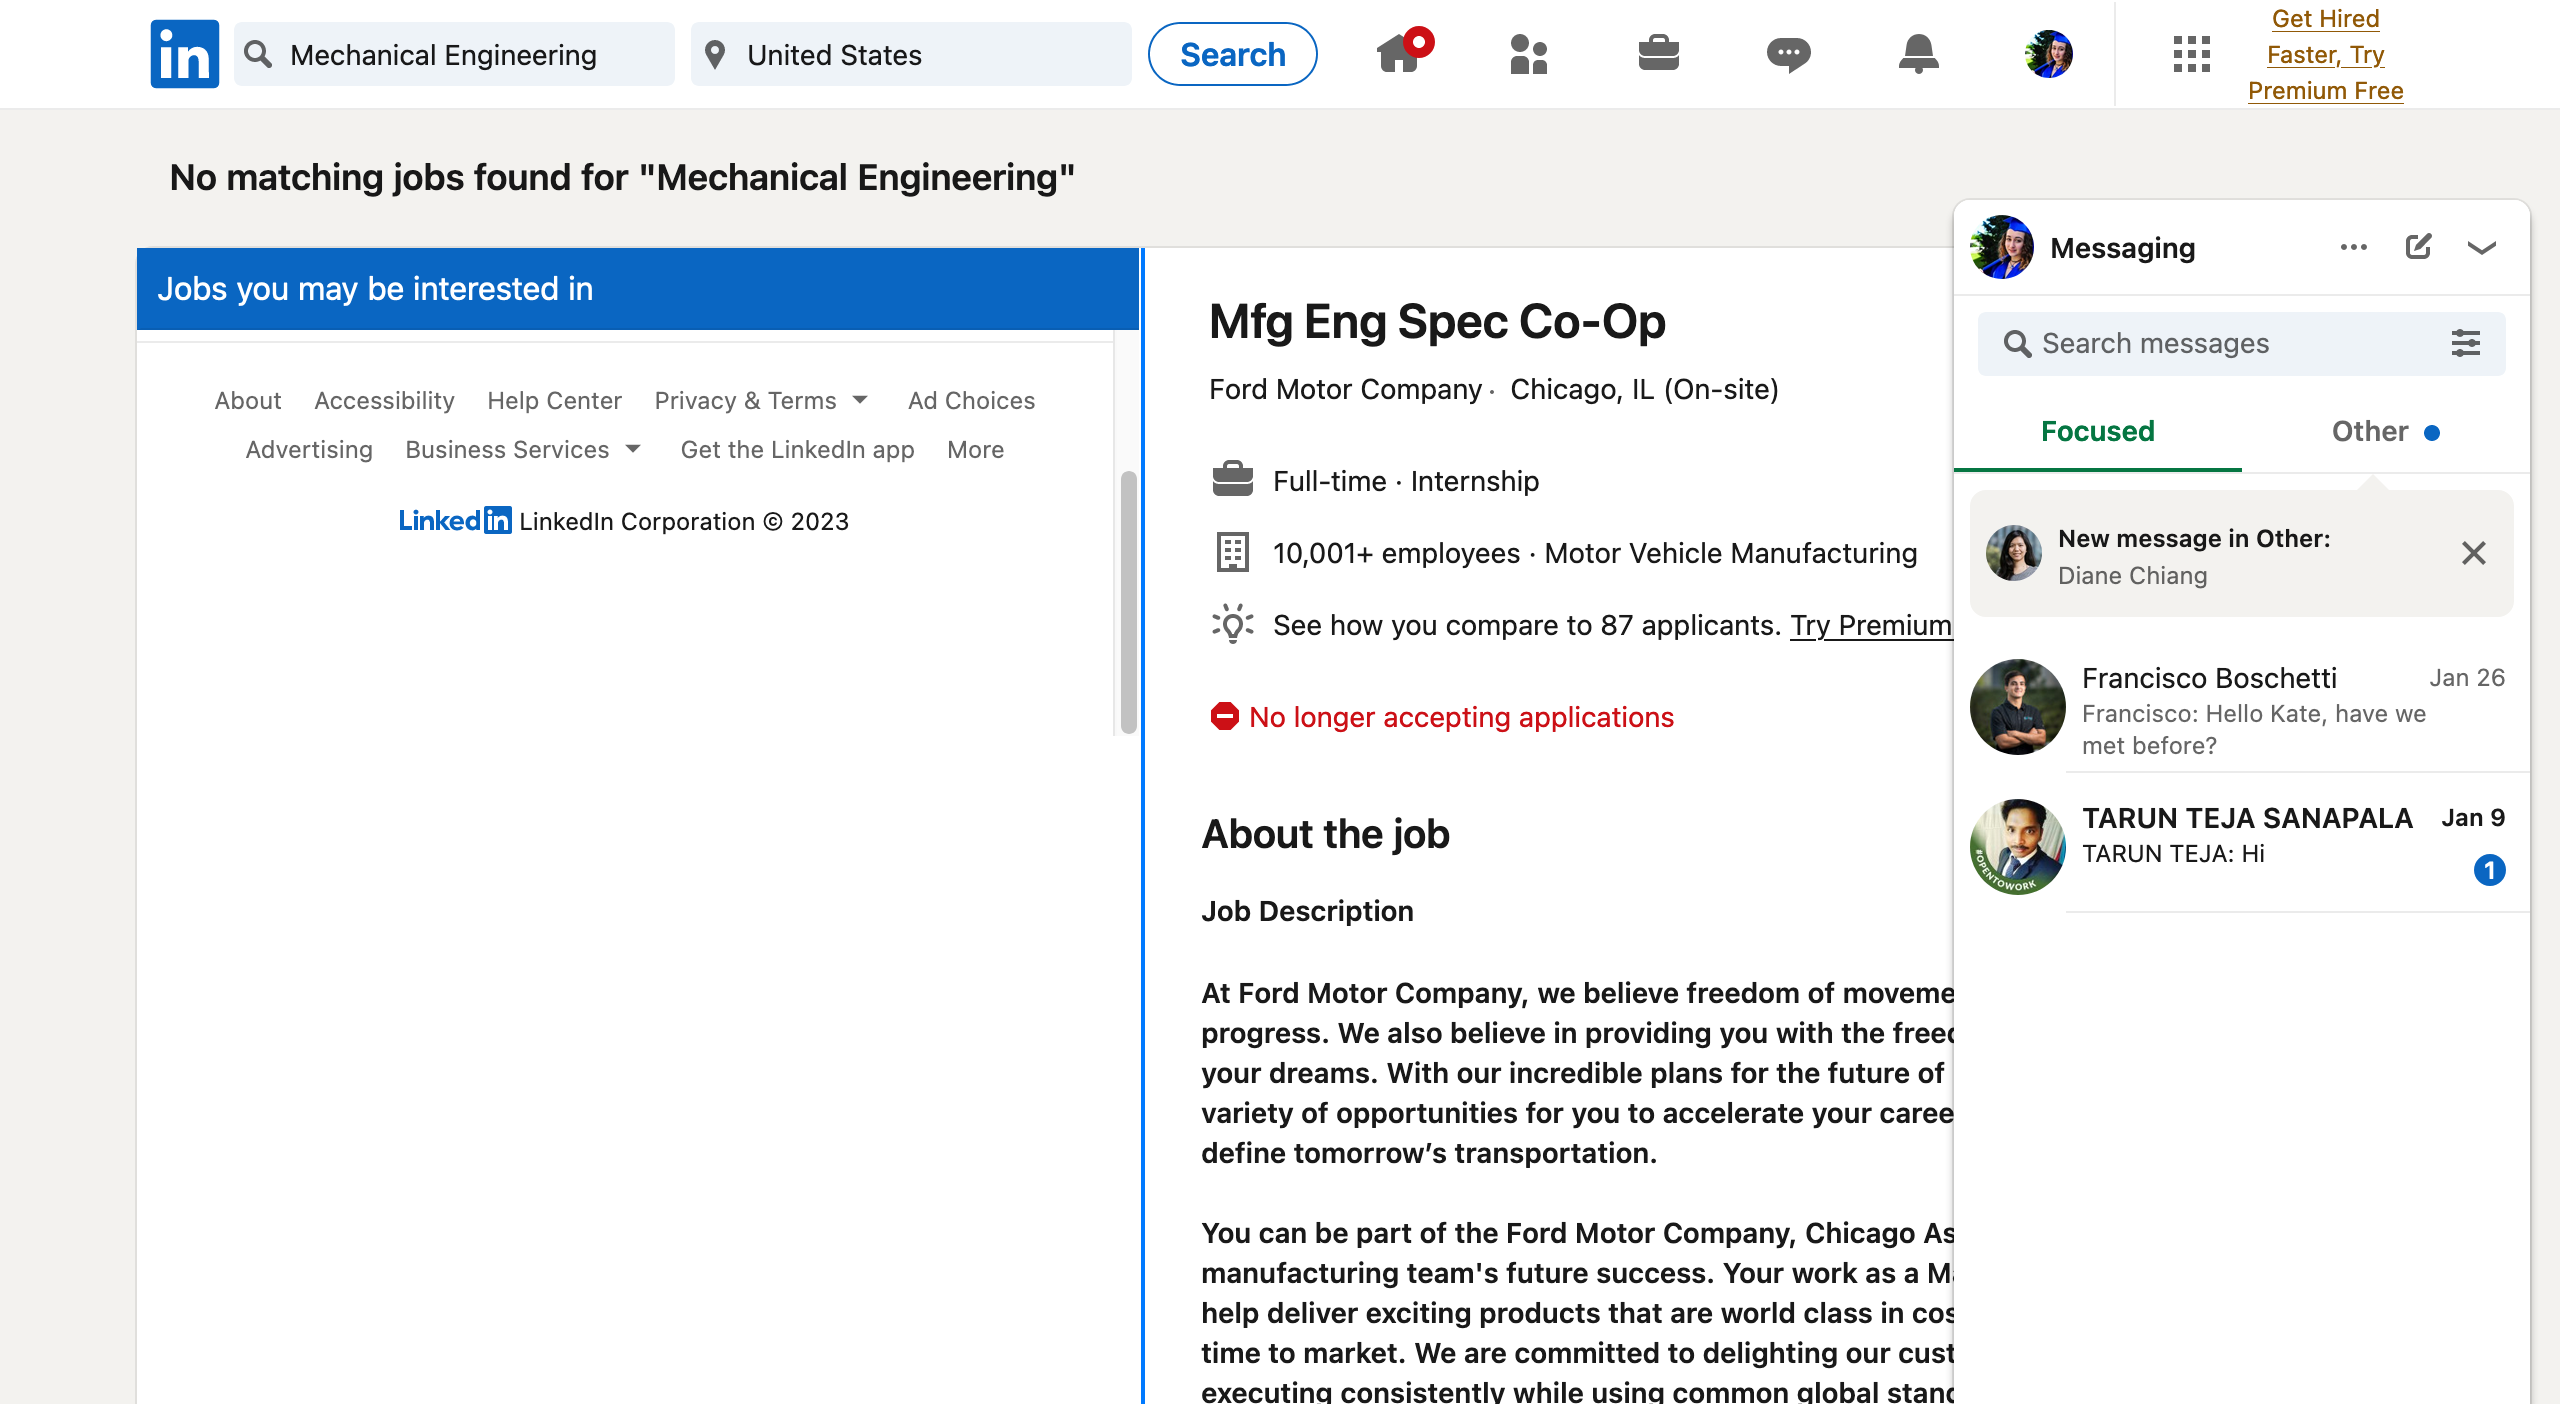 in
Mechanical Engineering
United States
Search
Get Hired
Faster, Try
Premium Free
No matching jobs found for "Mechanical Engineering"
Jobs you may be interested in
About Accessibility Help Center Privacy & Terms Ad Choices
Advertising Business Services Get the LinkedIn app More
LinkedIn LinkedIn Corporation © 2023
Mfg Eng Spec Co-Op
Ford Motor Company · Chicago, IL (On-site)
Full-time · Internship
10,001+ employees · Motor Vehicle Manufacturing
See how you compare to 87 applicants. Try Premium
No longer accepting applications
About the job
Job Description
At Ford Motor Company, we believe freedom of moveme
progress. We also believe in providing you with the freed
your dreams. With our incredible plans for the future of
variety of opportunities for you to accelerate your caree
define tomorrow’s transportation.
You can be part of the Ford Motor Company, Chicago As
manufacturing team's future success. Your work as a Ma
help deliver exciting products that are world class in cos
time to market. We are committed to delighting our cust
executing consistently while using common global stand
Messaging
Search messages
Focused Other
New message in Other:
Diane Chiang
Francisco Boschetti Jan 26
Francisco: Hello Kate, have we
met before?
TARUN TEJA SANAPALA Jan 9
TARUN TEJA: Hi
1
#OPENTOWORK